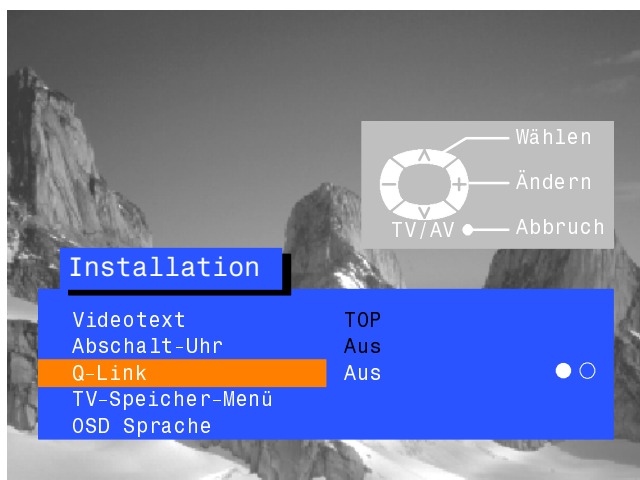 Wählen
Ändern
TV/AV Abbruch
Installation
Videotext TOP
Abschalt-Uhr Aus
Q-Link Aus
TV-Speicher-Menü
OSD Sprache